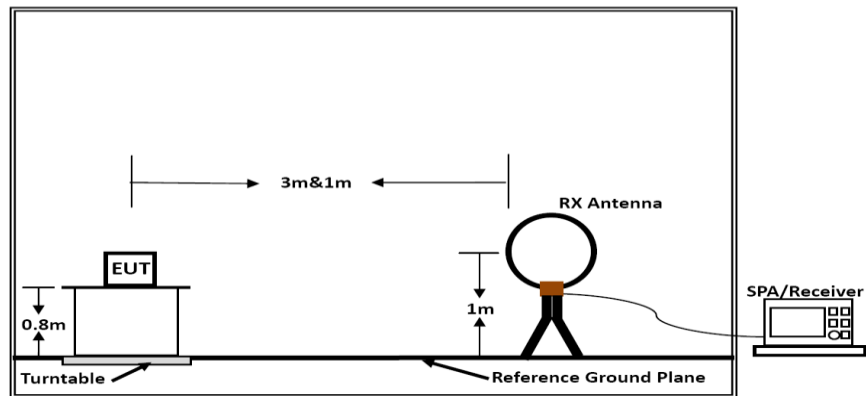 3m&1m
RX Antenna
EUT
SPA/Receiver
0.8m
1m
Turntable
Reference Ground Plane